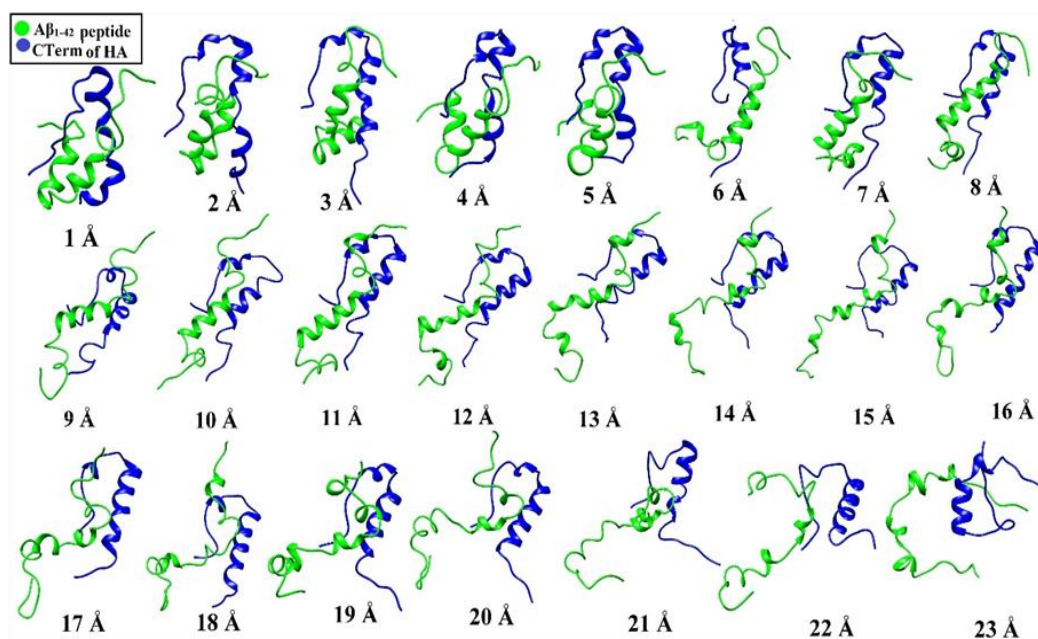 Aβ₁₋₄₂ peptide
CTerm of HA
1 Å
2 Å
3 Å
4 Å
5 Å
6 Å
7 Å
8 Å
9 Å
10 Å
11 Å
12 Å
13 Å
14 Å
15 Å
16 Å
17 Å
18 Å
19 Å
20 Å
21 Å
22 Å
23 Å